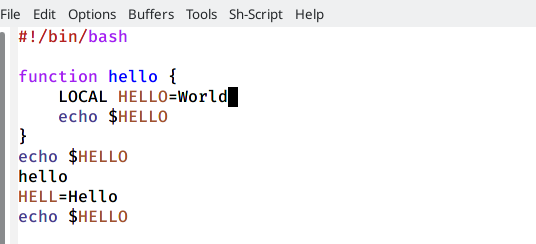 File Edit Options Buffers Tools Sh-Script Help
#!/bin/bash
function hello {
    LOCAL HELLO=World
    echo $HELLO
}
echo $HELLO
hello
HELL=Hello
echo $HELLO